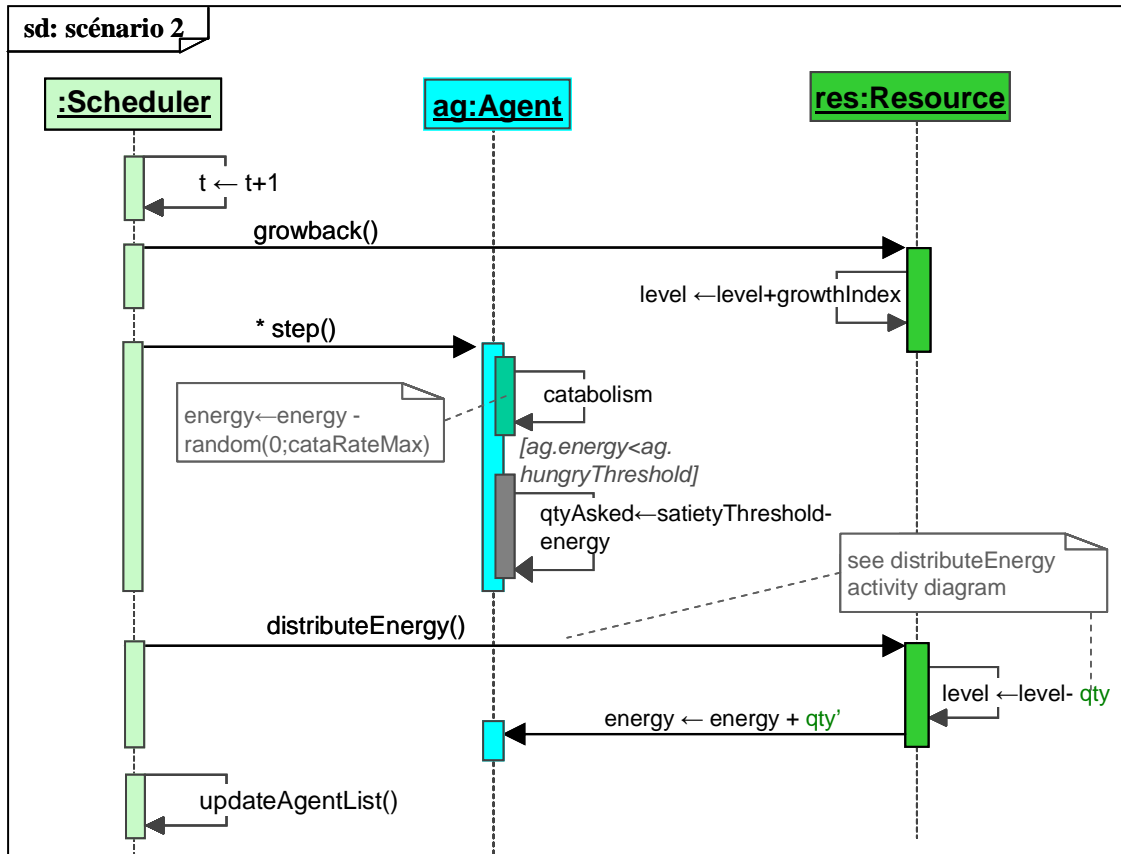 sd: scénario 2
:Scheduler
ag:Agent
res:Resource
t ← t+1
growback()
level ←level+growthIndex
* step()
catabolism
energy←energy -
random(0;cataRateMax)
[ag.energy<ag.
hungryThreshold]
qtyAsked←satietyThreshold-
energy
see distributeEnergy
activity diagram
distributeEnergy()
level ←level- qty
energy ← energy + qty’
updateAgentList()